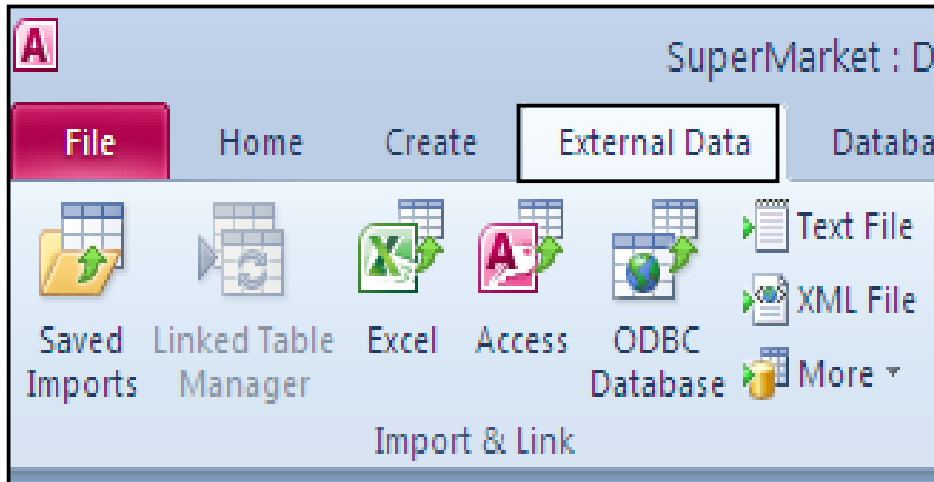 SuperMarket : D
File Home Create External Data Databa
Text File
XML File
Saved Imports
Linked Table Manager
Excel
Access
ODBC Database
More
Import & Link